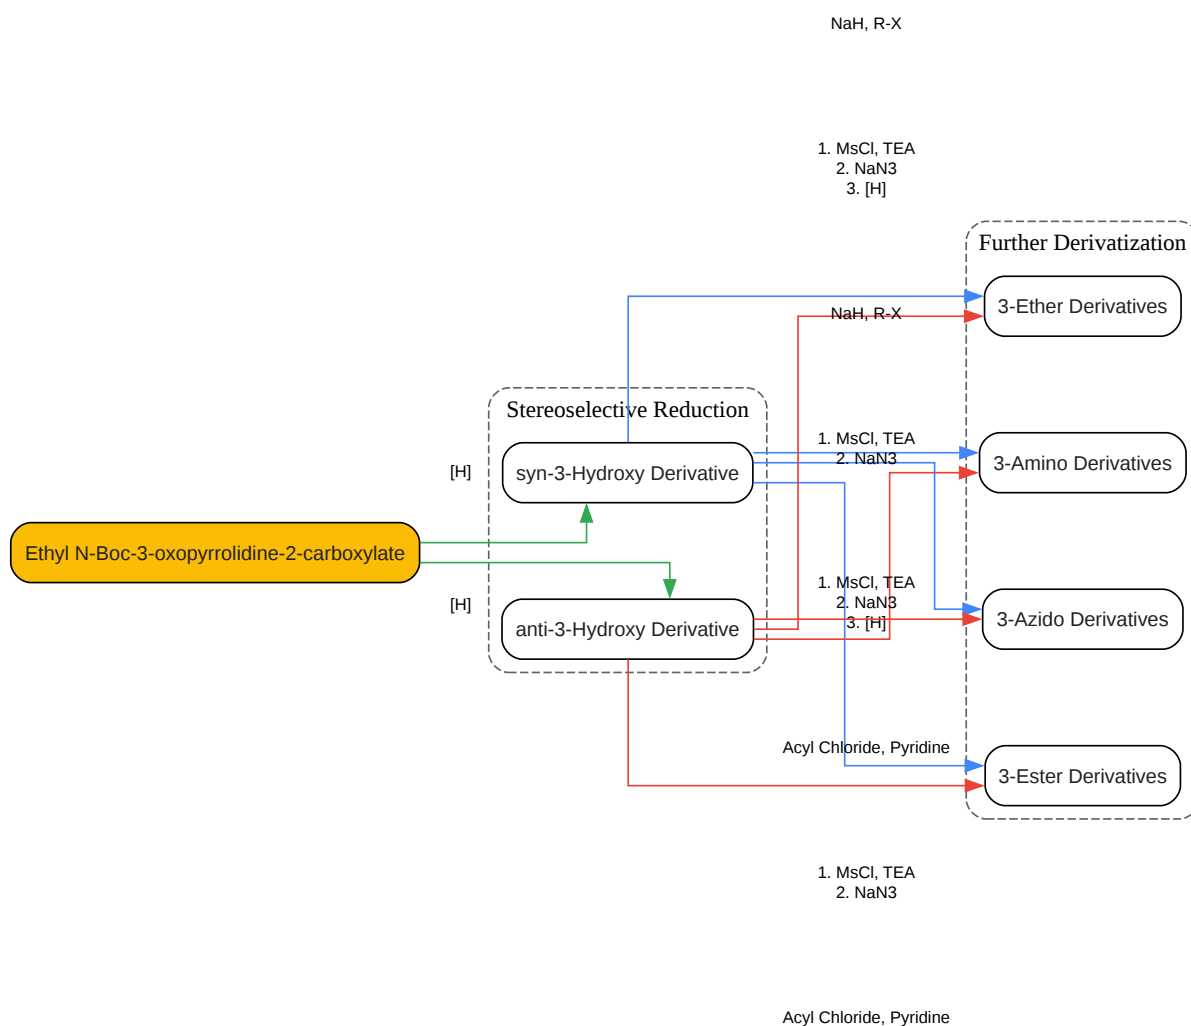 NaH, R-X
1. MsCl, TEA
2. NaN3
3. [H]
Further Derivatization
3-Ether Derivatives
NaH, R-X
Stereoselective Reduction
1. MsCl, TEA
2. NaN3
3-Amino Derivatives
[H]
syn-3-Hydroxy Derivative
Ethyl N-Boc-3-oxopyrrolidine-2-carboxylate
1. MsCl, TEA
2. NaN3
3. [H]
[H]
anti-3-Hydroxy Derivative
3-Azido Derivatives
Acyl Chloride, Pyridine
3-Ester Derivatives
1. MsCl, TEA
2. NaN3
Acyl Chloride, Pyridine